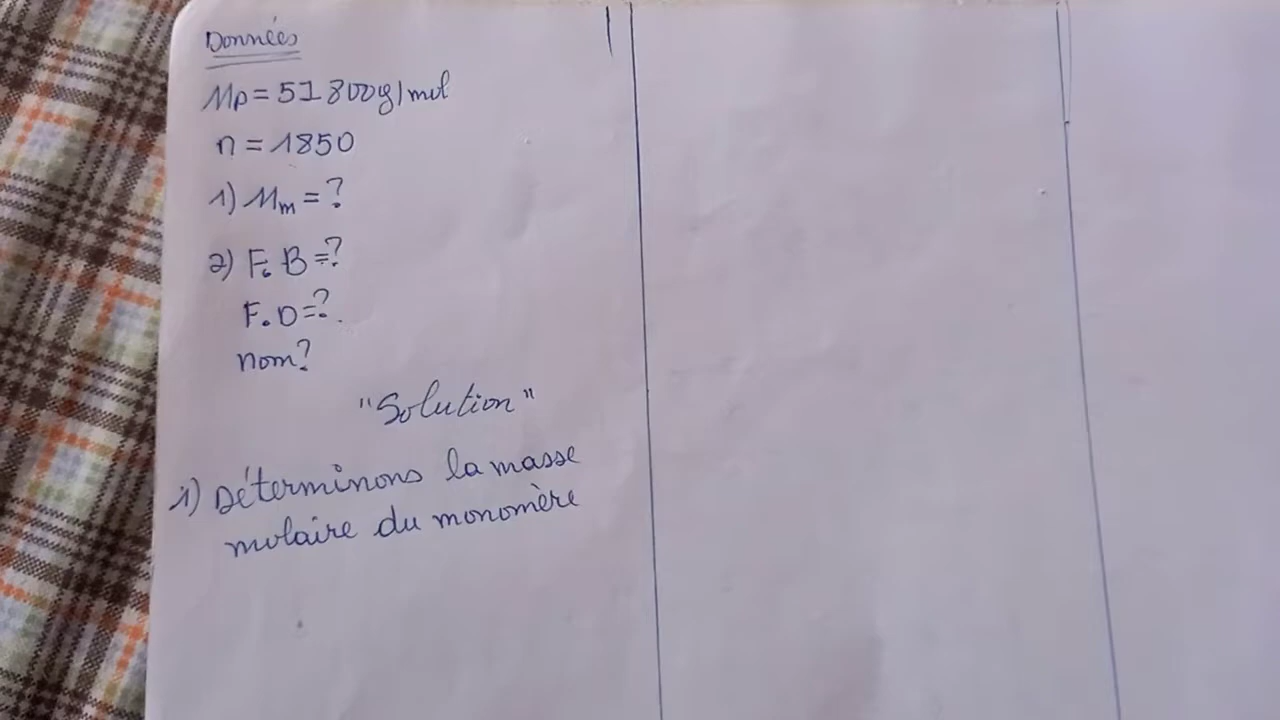 Données
Mp = 51800g/mol
n = 1850
1) Mm = ?
2) F. B = ?
F. D = ?.
nom?
"Solution"
1) Déterminons la masse
molaire du monomère